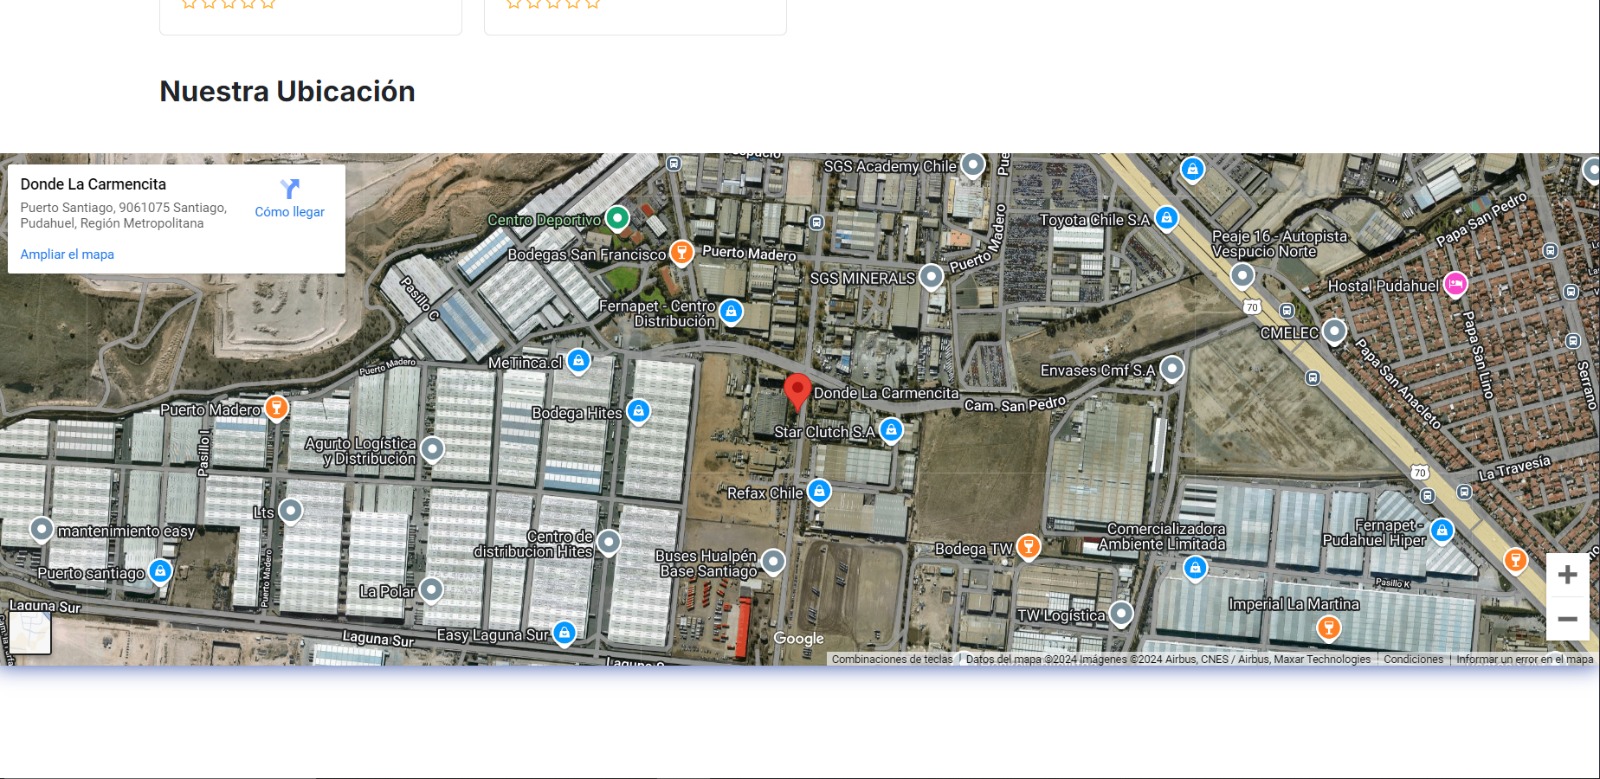 Nuestra Ubicación
Donde La Carmencita
Puerto Santiago, 9061075 Santiago,
Pudahuel, Región Metropolitana
Cómo llegar
Ampliar el mapa
SGS Academy Chile
Centro Deportivo
Toyota Chile S.A
Papa San Pedro
Peaje 16 - Autopista
Vespucio Norte
Bodegas San Francisco
Puerto Madero
Puerto Madero
SGS MINERALS
Hostal Pudahuel
Pasillo C
Fernapet - Centro
Distribución
70
CMELEC
Papa San Lino
Papa San Anacleto
Serrano
MeTinca.cl
Puerto Madero
Envases Cmf S.A
Donde La Carmencita
Cam. San Pedro
Puerto Madero
Bodega Hites
Star Clutch S.A
Pasillo I
Agurto Logística
y Distribución
70
La Travesía
Refax Chile
Lts
mantenimiento easy
Centro de
distribucion Hites
Comercializadora
Ambiente Limitada
Fernapet -
Pudahuel Hiper
Buses Hualpén
Base Santiago
Bodega TW
Puerto santiago
Puerto Madero
La Polar
Pasillo K
Laguna Sur
Imperial La Martina
TW Logística
Laguna Sur
Easy Laguna Sur
Google
Combinaciones de teclas
Datos del mapa ©2024 Imágenes ©2024 Airbus, CNES / Airbus, Maxar Technologies
Condiciones
Informar un error en el mapa